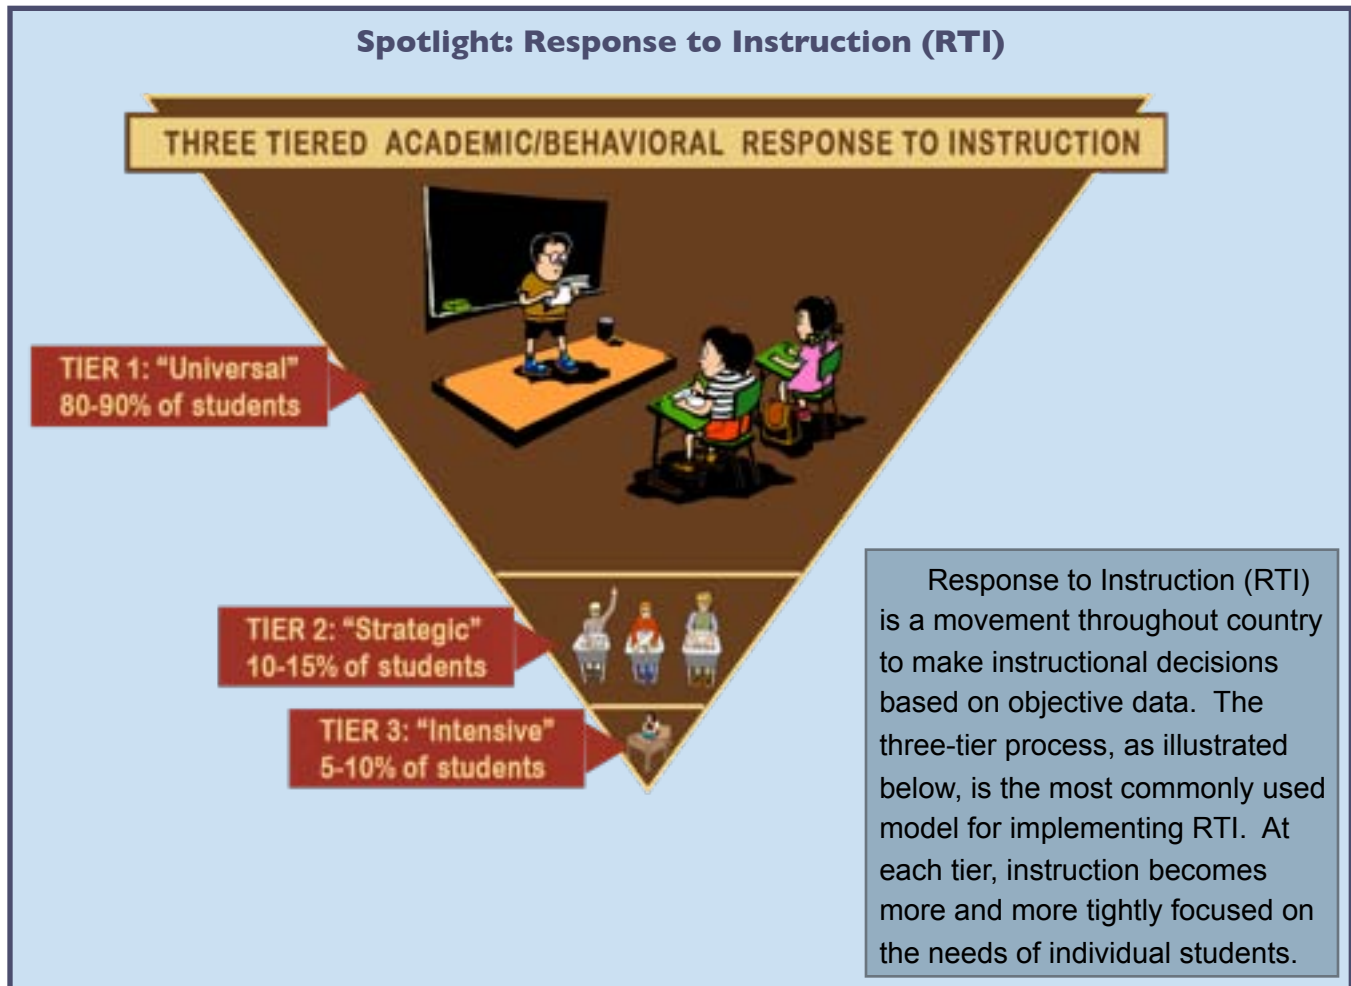 Spotlight: Response to Instruction (RTI)
THREE TIERED ACADEMIC/BEHAVIORAL RESPONSE TO INSTRUCTION
TIER 1: “Universal”
80-90% of students
TIER 2: “Strategic”
10-15% of students
TIER 3: “Intensive”
5-10% of students
Response to Instruction (RTI)
is a movement throughout country
to make instructional decisions
based on objective data. The
three-tier process, as illustrated
below, is the most commonly used
model for implementing RTI. At
each tier, instruction becomes
more and more tightly focused on
the needs of individual students.